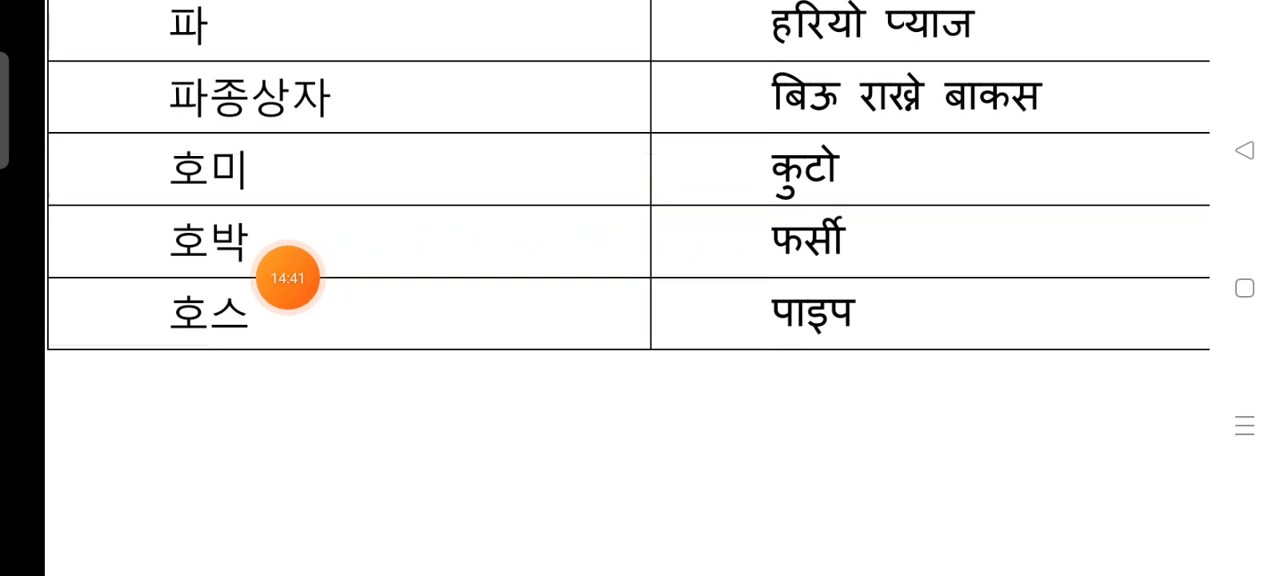 파 हरियो प्याज
파종상자 बिऊ राख्ने बाकस
호미 कुटो
호박 फर्सी
14:41
호스 पाइप